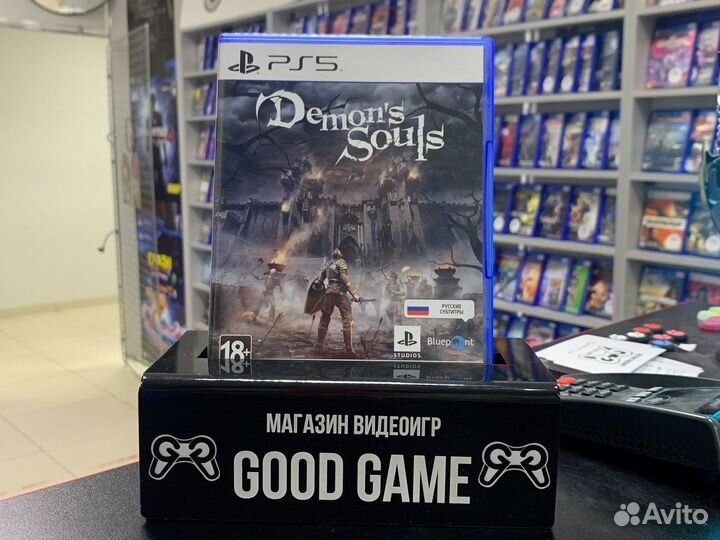 PS5
Demon's
Souls
РУССКИЕ
СУБТИТРЫ
18+
STUDIOS
Bluepoint
МАГАЗИН ВИДЕОИГР
GOOD GAME
Avito